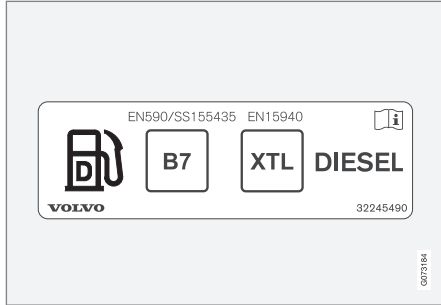 EN590/SS155435 EN15940
i
D
B7 XTL DIESEL
VOLVO 32245490
G073184